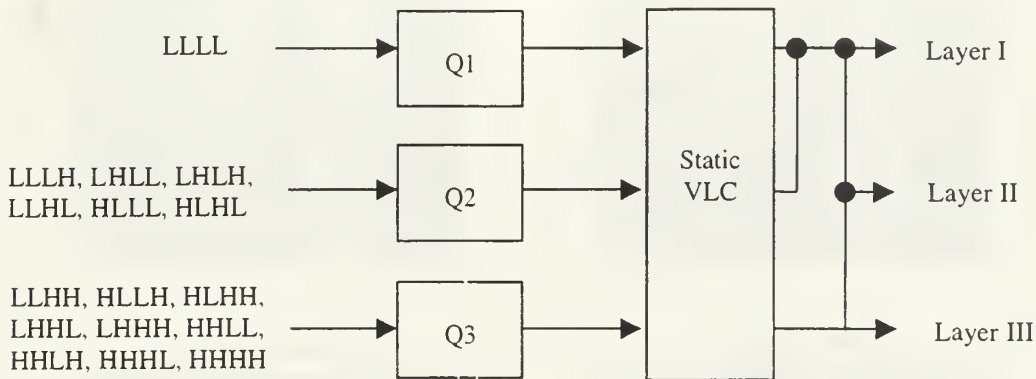 LLLL
Q1
Layer I
LLLH, LHLL, LHLH,
LLHL, HLLL, HLHL
Q2
Static
VLC
Layer II
LLHH, HLLH, HLHH,
LHHL, LHHH, HHLL,
HHLH, HHHL, HHHH
Q3
Layer III